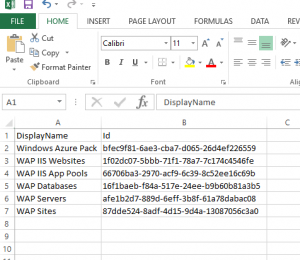 FILE HOME INSERT PAGE LAYOUT FORMULAS DATA
Cut
Copy
Format Painter
Paste
Calibri 11
B I U
Clipboard Font
A1 fx DisplayName
A B
1 DisplayName Id
2 Windows Azure Pack bfec9f81-6ae3-cba7-d065-26d4ef226559
3 WAP IIS Websites 1f02dc07-5bbb-71f1-78a7-7c174c4546fe
4 WAP IIS App Pools 66706ba3-2970-acf9-6c39-8c52ee16c69b
5 WAP Databases 16f1baeb-f84a-517e-24ee-b9b60b81a3b5
6 WAP Servers afe1b2d7-889d-6eff-3b8f-61a78dabac08
7 WAP Sites 87dde524-8adf-4d15-9d4a-13087056c3a0
8
9
10
11